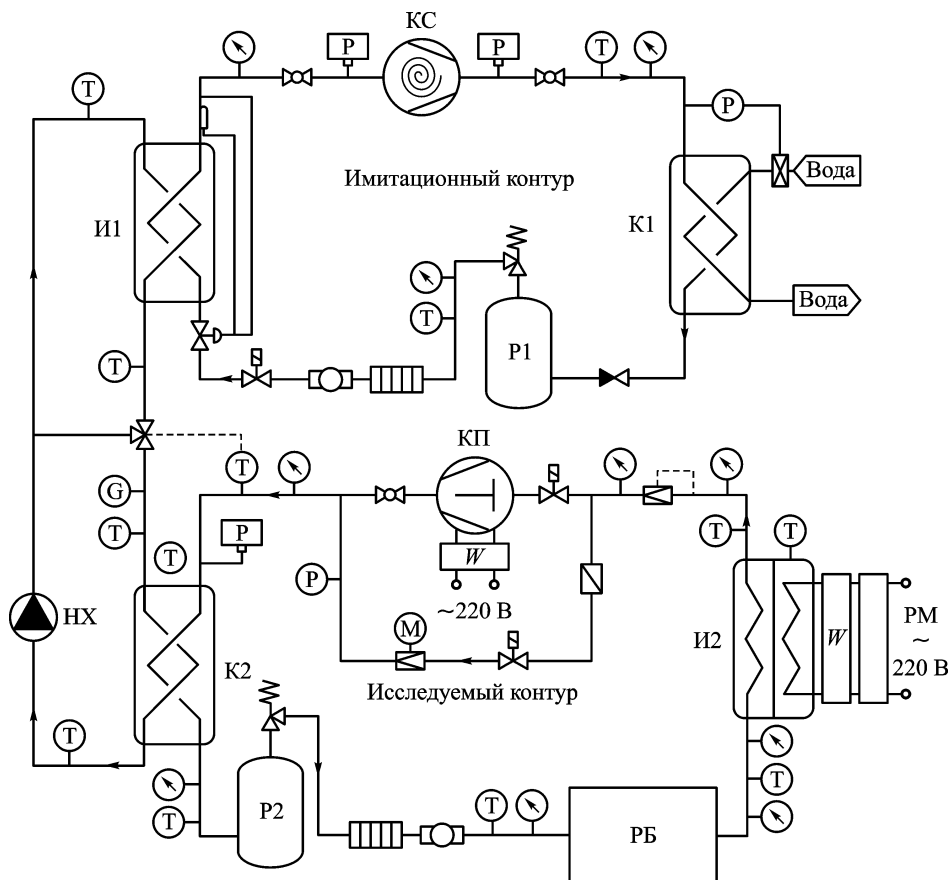 КС
P
P
T
T
P
Вода
Имитационный контур
И1
К1
T
Вода
Р1
T
КП
T
G
T
T
P
W
~220 В
P
M
T
T
НХ
К2
Исследуемый контур
И2
W
РМ
~
220 В
T
T
T
T
Р2
РБ